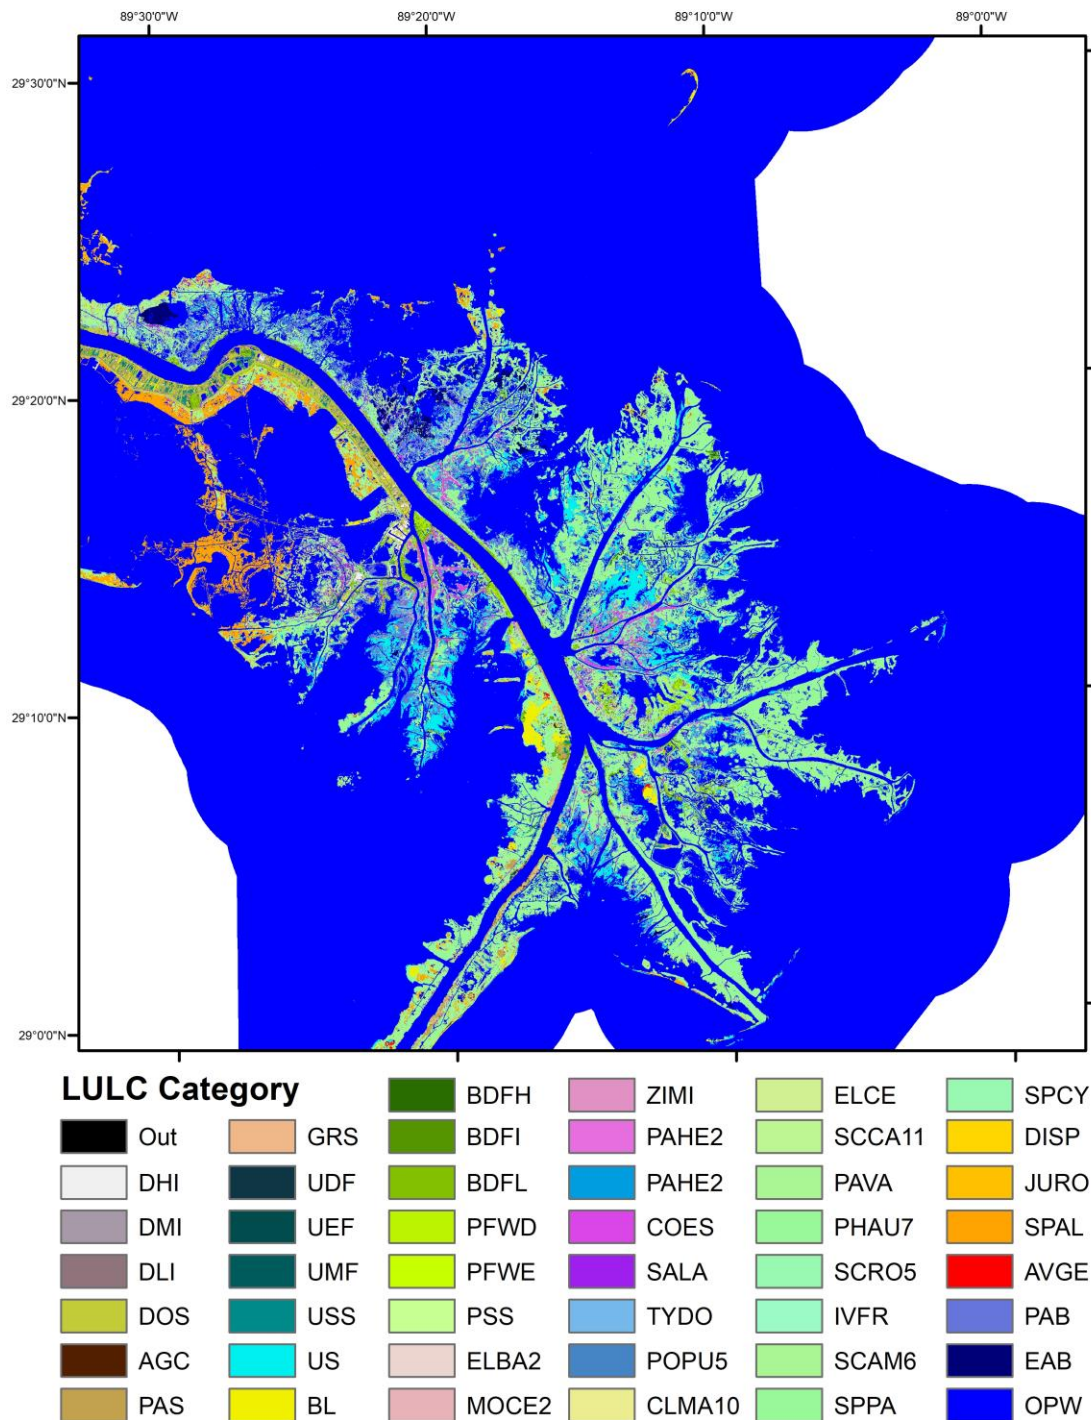 89°30'0"W 89°20'0"W 89°10'0"W 89°0'0"W
29°30'0"N
29°20'0"N
29°10'0"N
29°0'0"N
LULC Category
BDFH ZIMI ELCE SPCY
Out GRS BDFI PAHE2 SCCA11 DISP
DHI UDF BDFL PAHE2 PAVA JURO
DMI UEF PFWD COES PHAU7 SPAL
DLI UMF PFWE SALA SCRO5 AVGE
DOS USS PSS TYDO IVFR PAB
AGC US ELBA2 POPU5 SCAM6 EAB
PAS BL MOCE2 CLMA10 SPPA OPW